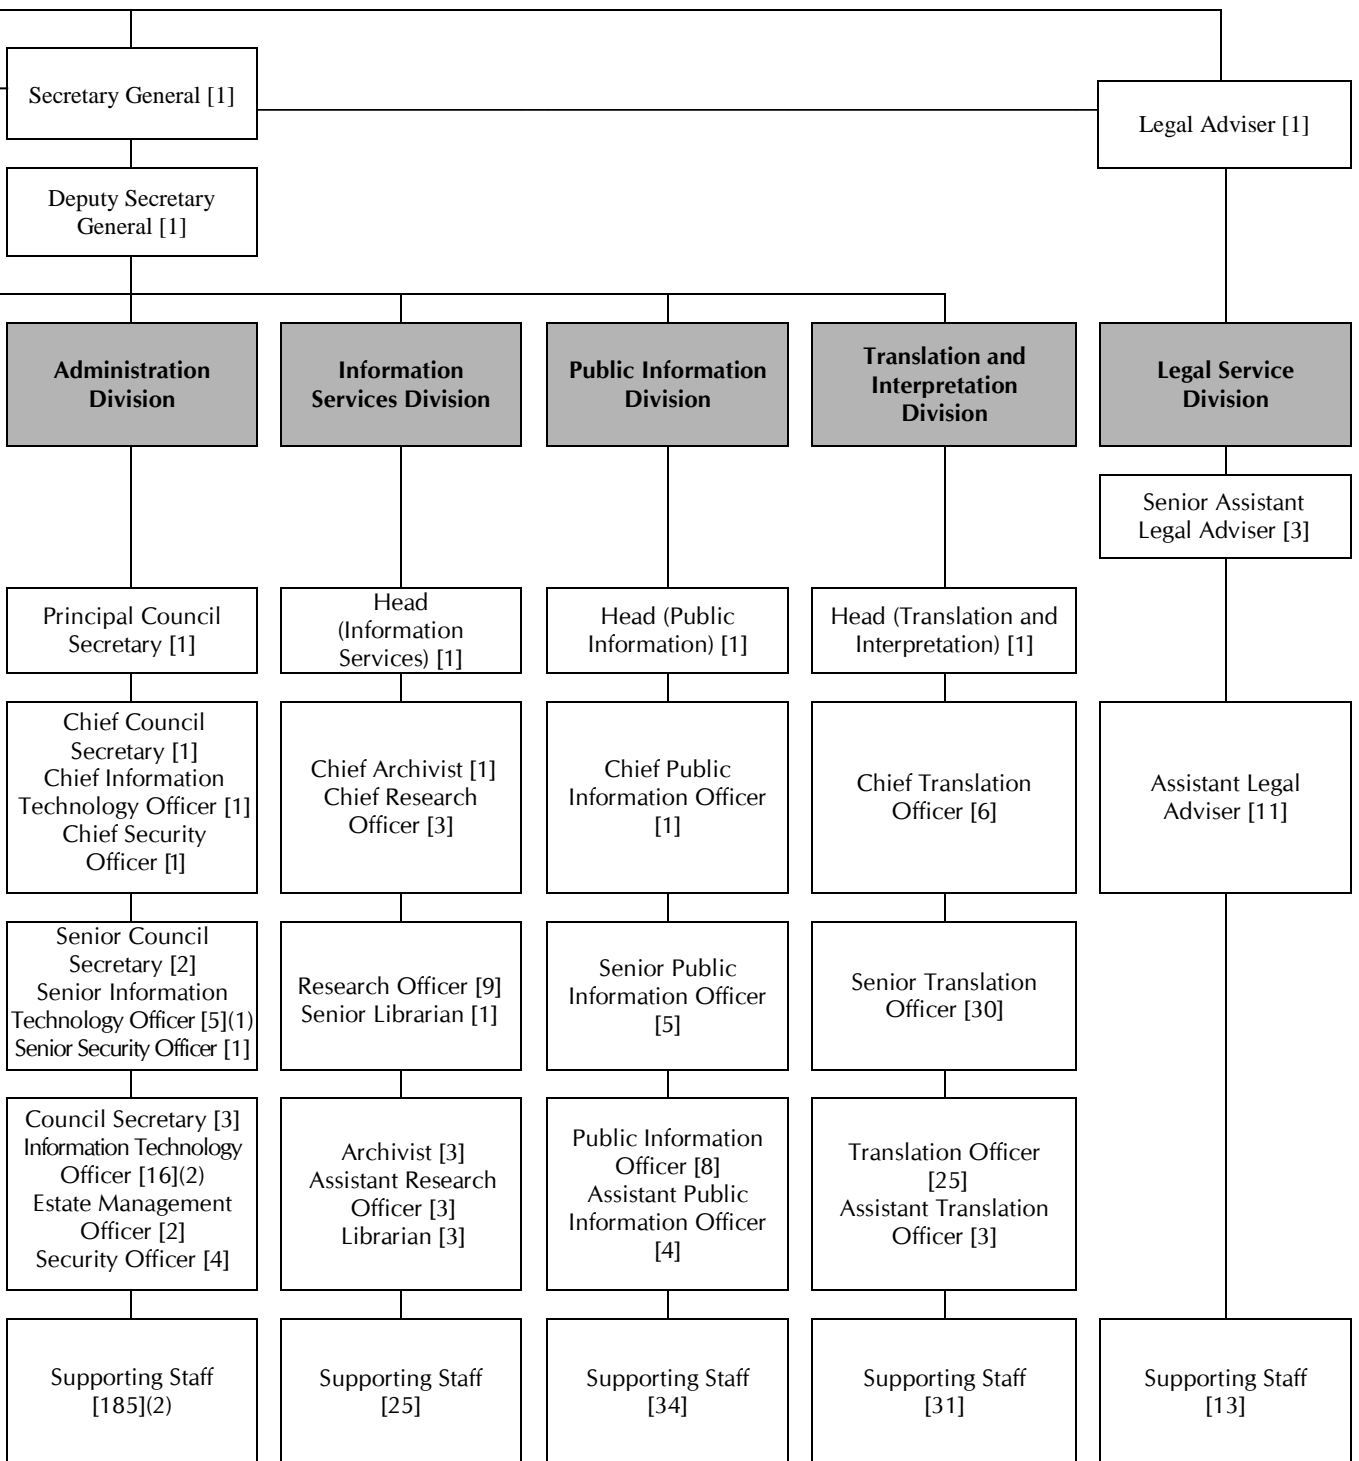 Secretary General [1]
Legal Adviser [1]
Deputy Secretary
General [1]
Administration
Division
Information
Services Division
Public Information
Division
Translation and
Interpretation
Division
Legal Service
Division
Senior Assistant
Legal Adviser [3]
Principal Council
Secretary [1]
Head
(Information
Services) [1]
Head (Public
Information) [1]
Head (Translation and
Interpretation) [1]
Chief Council
Secretary [1]
Chief Information
Technology Officer [1]
Chief Security
Officer [1]
Chief Archivist [1]
Chief Research
Officer [3]
Chief Public
Information Officer
[1]
Chief Translation
Officer [6]
Assistant Legal
Adviser [11]
Senior Council
Secretary [2]
Senior Information
Technology Officer [5](1)
Senior Security Officer [1]
Research Officer [9]
Senior Librarian [1]
Senior Public
Information Officer
[5]
Senior Translation
Officer [30]
Council Secretary [3]
Information Technology
Officer [16](2)
Estate Management
Officer [2]
Security Officer [4]
Archivist [3]
Assistant Research
Officer [3]
Librarian [3]
Public Information
Officer [8]
Assistant Public
Information Officer
[4]
Translation Officer
[25]
Assistant Translation
Officer [3]
Supporting Staff
[185](2)
Supporting Staff
[25]
Supporting Staff
[34]
Supporting Staff
[31]
Supporting Staff
[13]